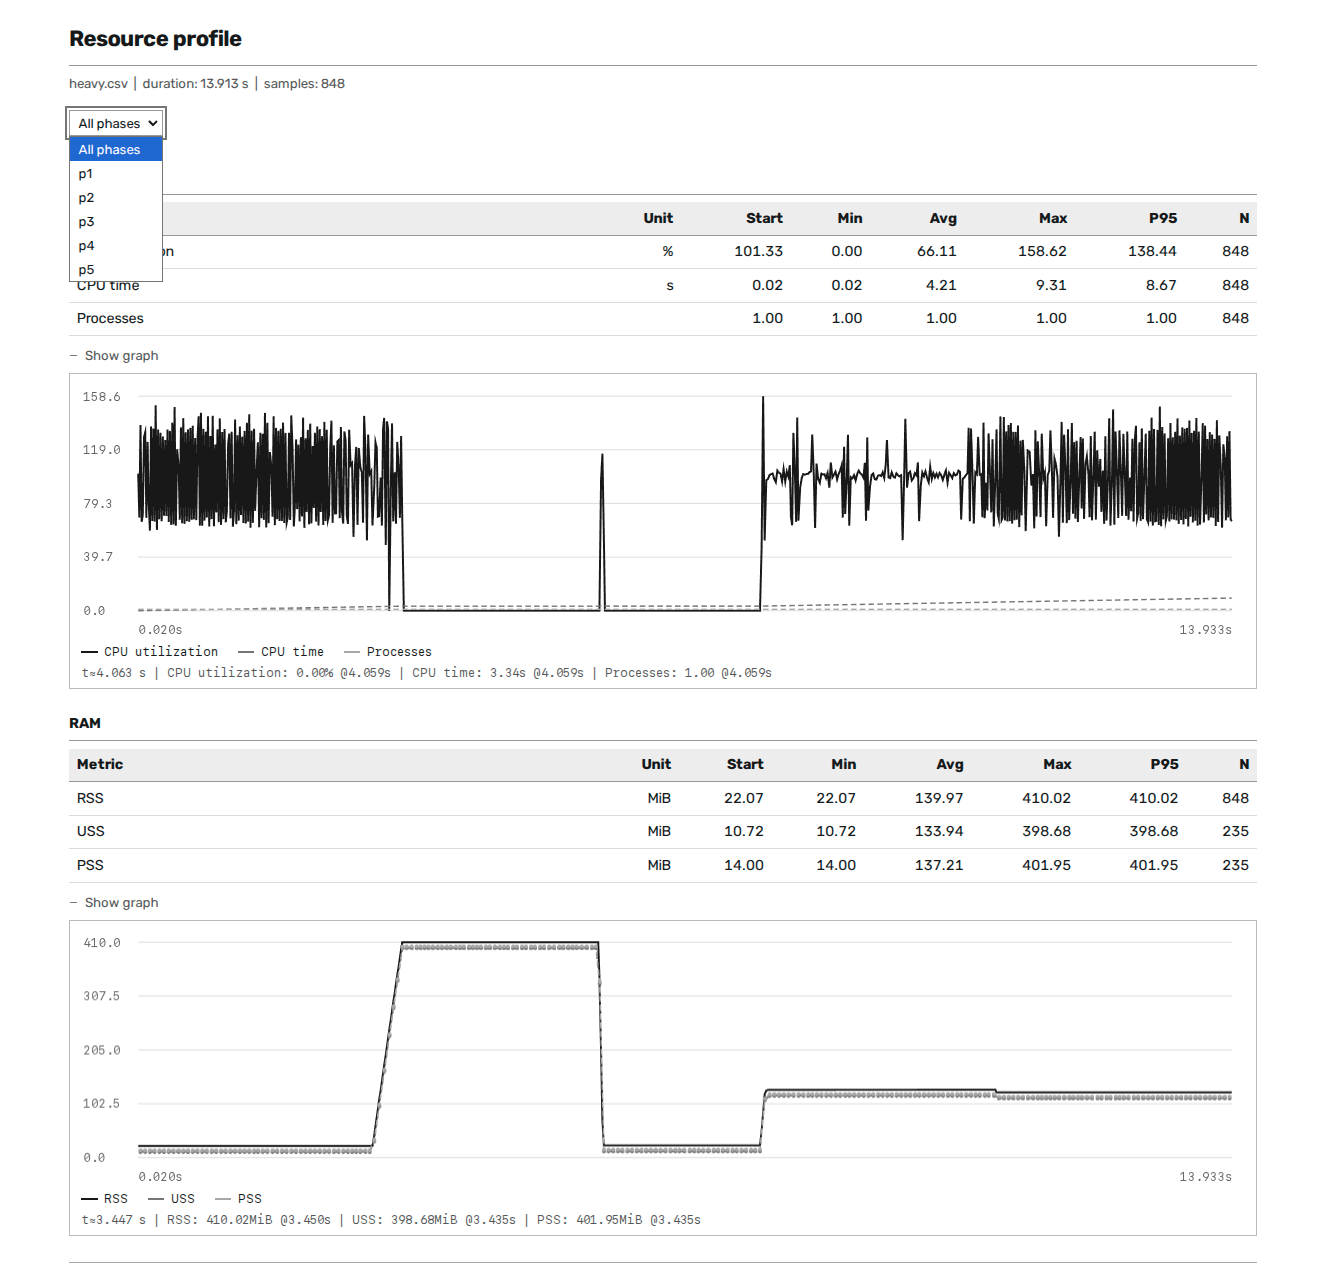 Resource profile
heavy.csv | duration: 13.913 s | samples: 848
All phases
All phases
p1
p2
p3
p4
p5
Unit Start Min Avg Max P95 N
on % 101.33 0.00 66.11 158.62 138.44 848
CPU time s 0.02 0.02 4.21 9.31 8.67 848
Processes 1.00 1.00 1.00 1.00 1.00 848
– Show graph
158.6
119.0
79.3
39.7
0.0
0.020s 13.933s
CPU utilization CPU time Processes
t≈4.063 s | CPU utilization: 0.00% @4.059s | CPU time: 3.34s @4.059s | Processes: 1.00 @4.059s
RAM
Metric Unit Start Min Avg Max P95 N
RSS MiB 22.07 22.07 139.97 410.02 410.02 848
USS MiB 10.72 10.72 133.94 398.68 398.68 235
PSS MiB 14.00 14.00 137.21 401.95 401.95 235
– Show graph
410.0
307.5
205.0
102.5
0.0
0.020s 13.933s
RSS USS PSS
t≈3.447 s | RSS: 410.02MiB @3.450s | USS: 398.68MiB @3.435s | PSS: 401.95MiB @3.435s